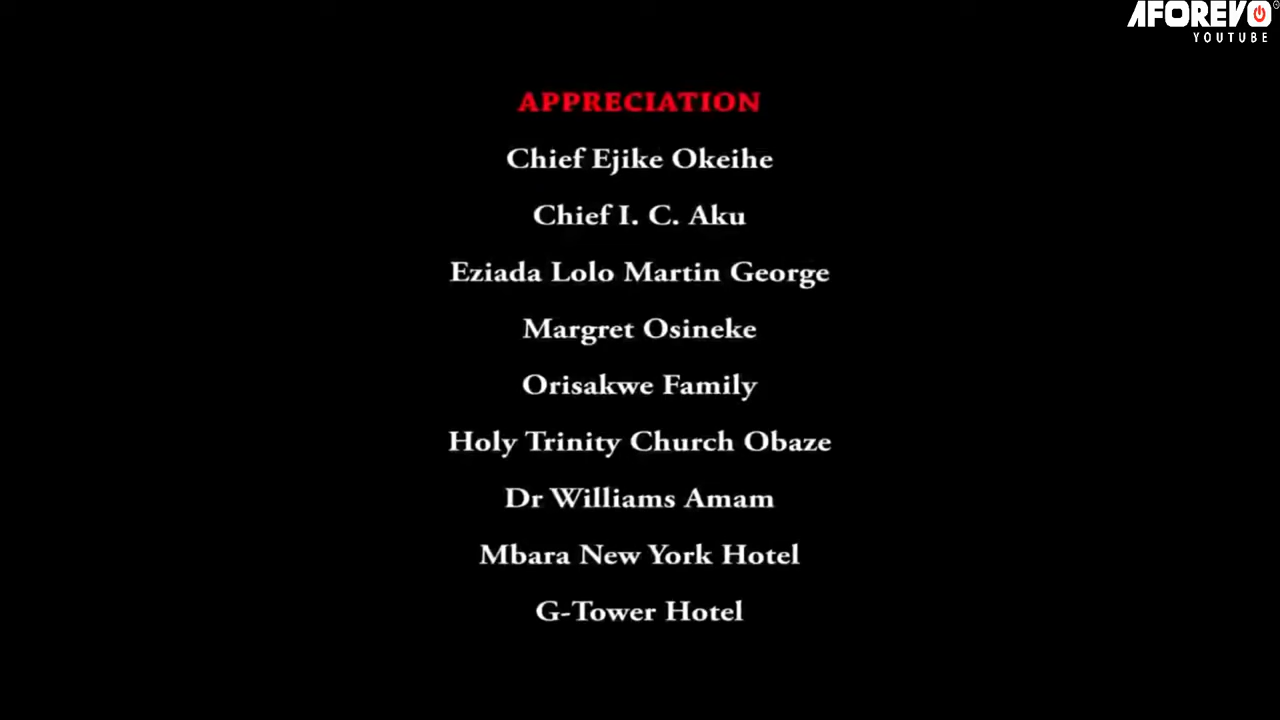 AFOREVO
YOUTUBE
APPRECIATION
Chief Ejike Okeihe
Chief I. C. Aku
Eziada Lolo Martin George
Margret Osineke
Orisakwe Family
Holy Trinity Church Obaze
Dr Williams Amam
Mbara New York Hotel
G-Tower Hotel